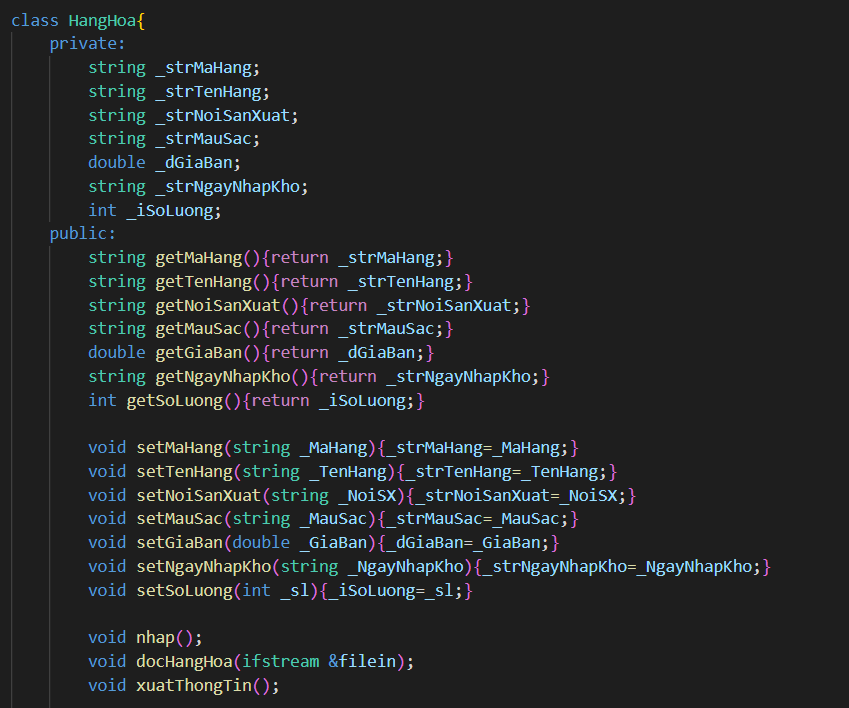 class HangHoa{
private:
string _strMaHang;
string _strTenHang;
string _strNoiSanXuat;
string _strMauSac;
double _dGiaBan;
string _strNgayNhapKho;
int _iSoLuong;
public:
string getMaHang(){return _strMaHang;}
string getTenHang(){return _strTenHang;}
string getNoiSanXuat(){return _strNoiSanXuat;}
string getMauSac(){return _strMauSac;}
double getGiaBan(){return _dGiaBan;}
string getNgayNhapKho(){return _strNgayNhapKho;}
int getSoLuong(){return _iSoLuong;}
void setMaHang(string _MaHang){_strMaHang=_MaHang;}
void setTenHang(string _TenHang){_strTenHang=_TenHang;}
void setNoiSanXuat(string _NoiSX){_strNoiSanXuat=_NoiSX;}
void setMauSac(string _MauSac){_strMauSac=_MauSac;}
void setGiaBan(double _GiaBan){_dGiaBan=_GiaBan;}
void setNgayNhapKho(string _NgayNhapKho){_strNgayNhapKho=_NgayNhapKho;}
void setSoLuong(int _sl){_iSoLuong=_sl;}
void nhap();
void docHangHoa(ifstream &filein);
void xuatThongTin();